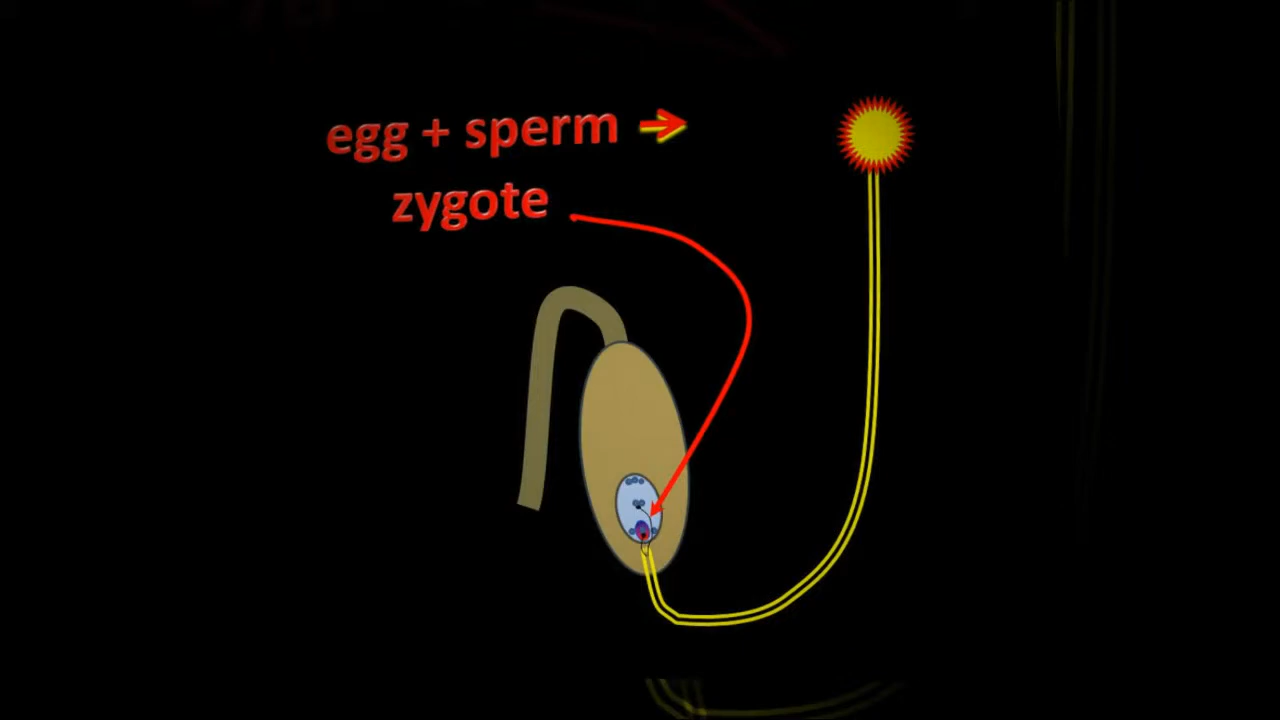 egg + sperm →
zygote